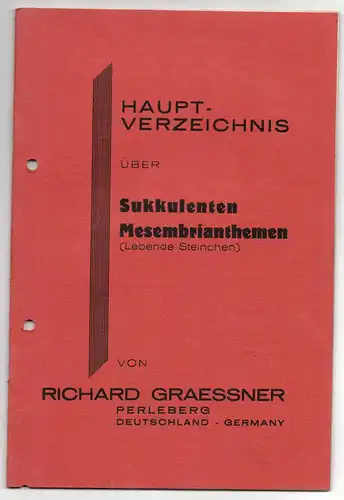 HAUPT-
VERZEICHNIS
ÜBER
Sukkulenten
Mesembrianthemen
(Lebende Steinchen)
VON
RICHARD GRAESSNER
PERLEBERG
DEUTSCHLAND - GERMANY